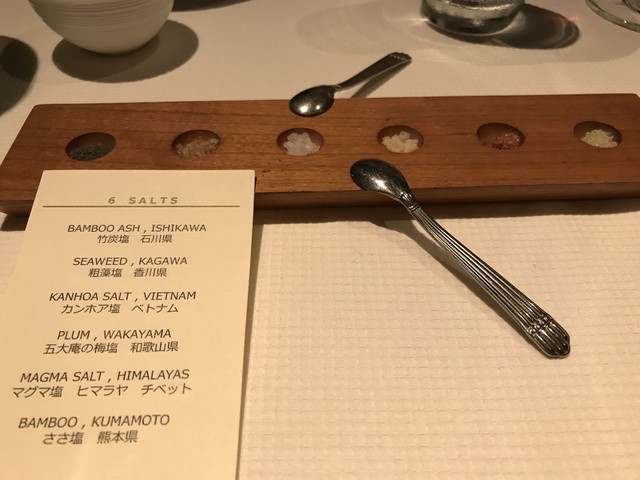 6 SALTS
BAMBOO ASH , ISHIKAWA
竹炭塩　石川県
SEAWEED , KAGAWA
粗藻塩　香川県
KANHOA SALT , VIETNAM
カンホア塩　ベトナム
PLUM , WAKAYAMA
五大庵の梅塩　和歌山県
MAGMA SALT , HIMALAYAS
マグマ塩　ヒマラヤ　チベット
BAMBOO , KUMAMOTO
ささ塩　熊本県